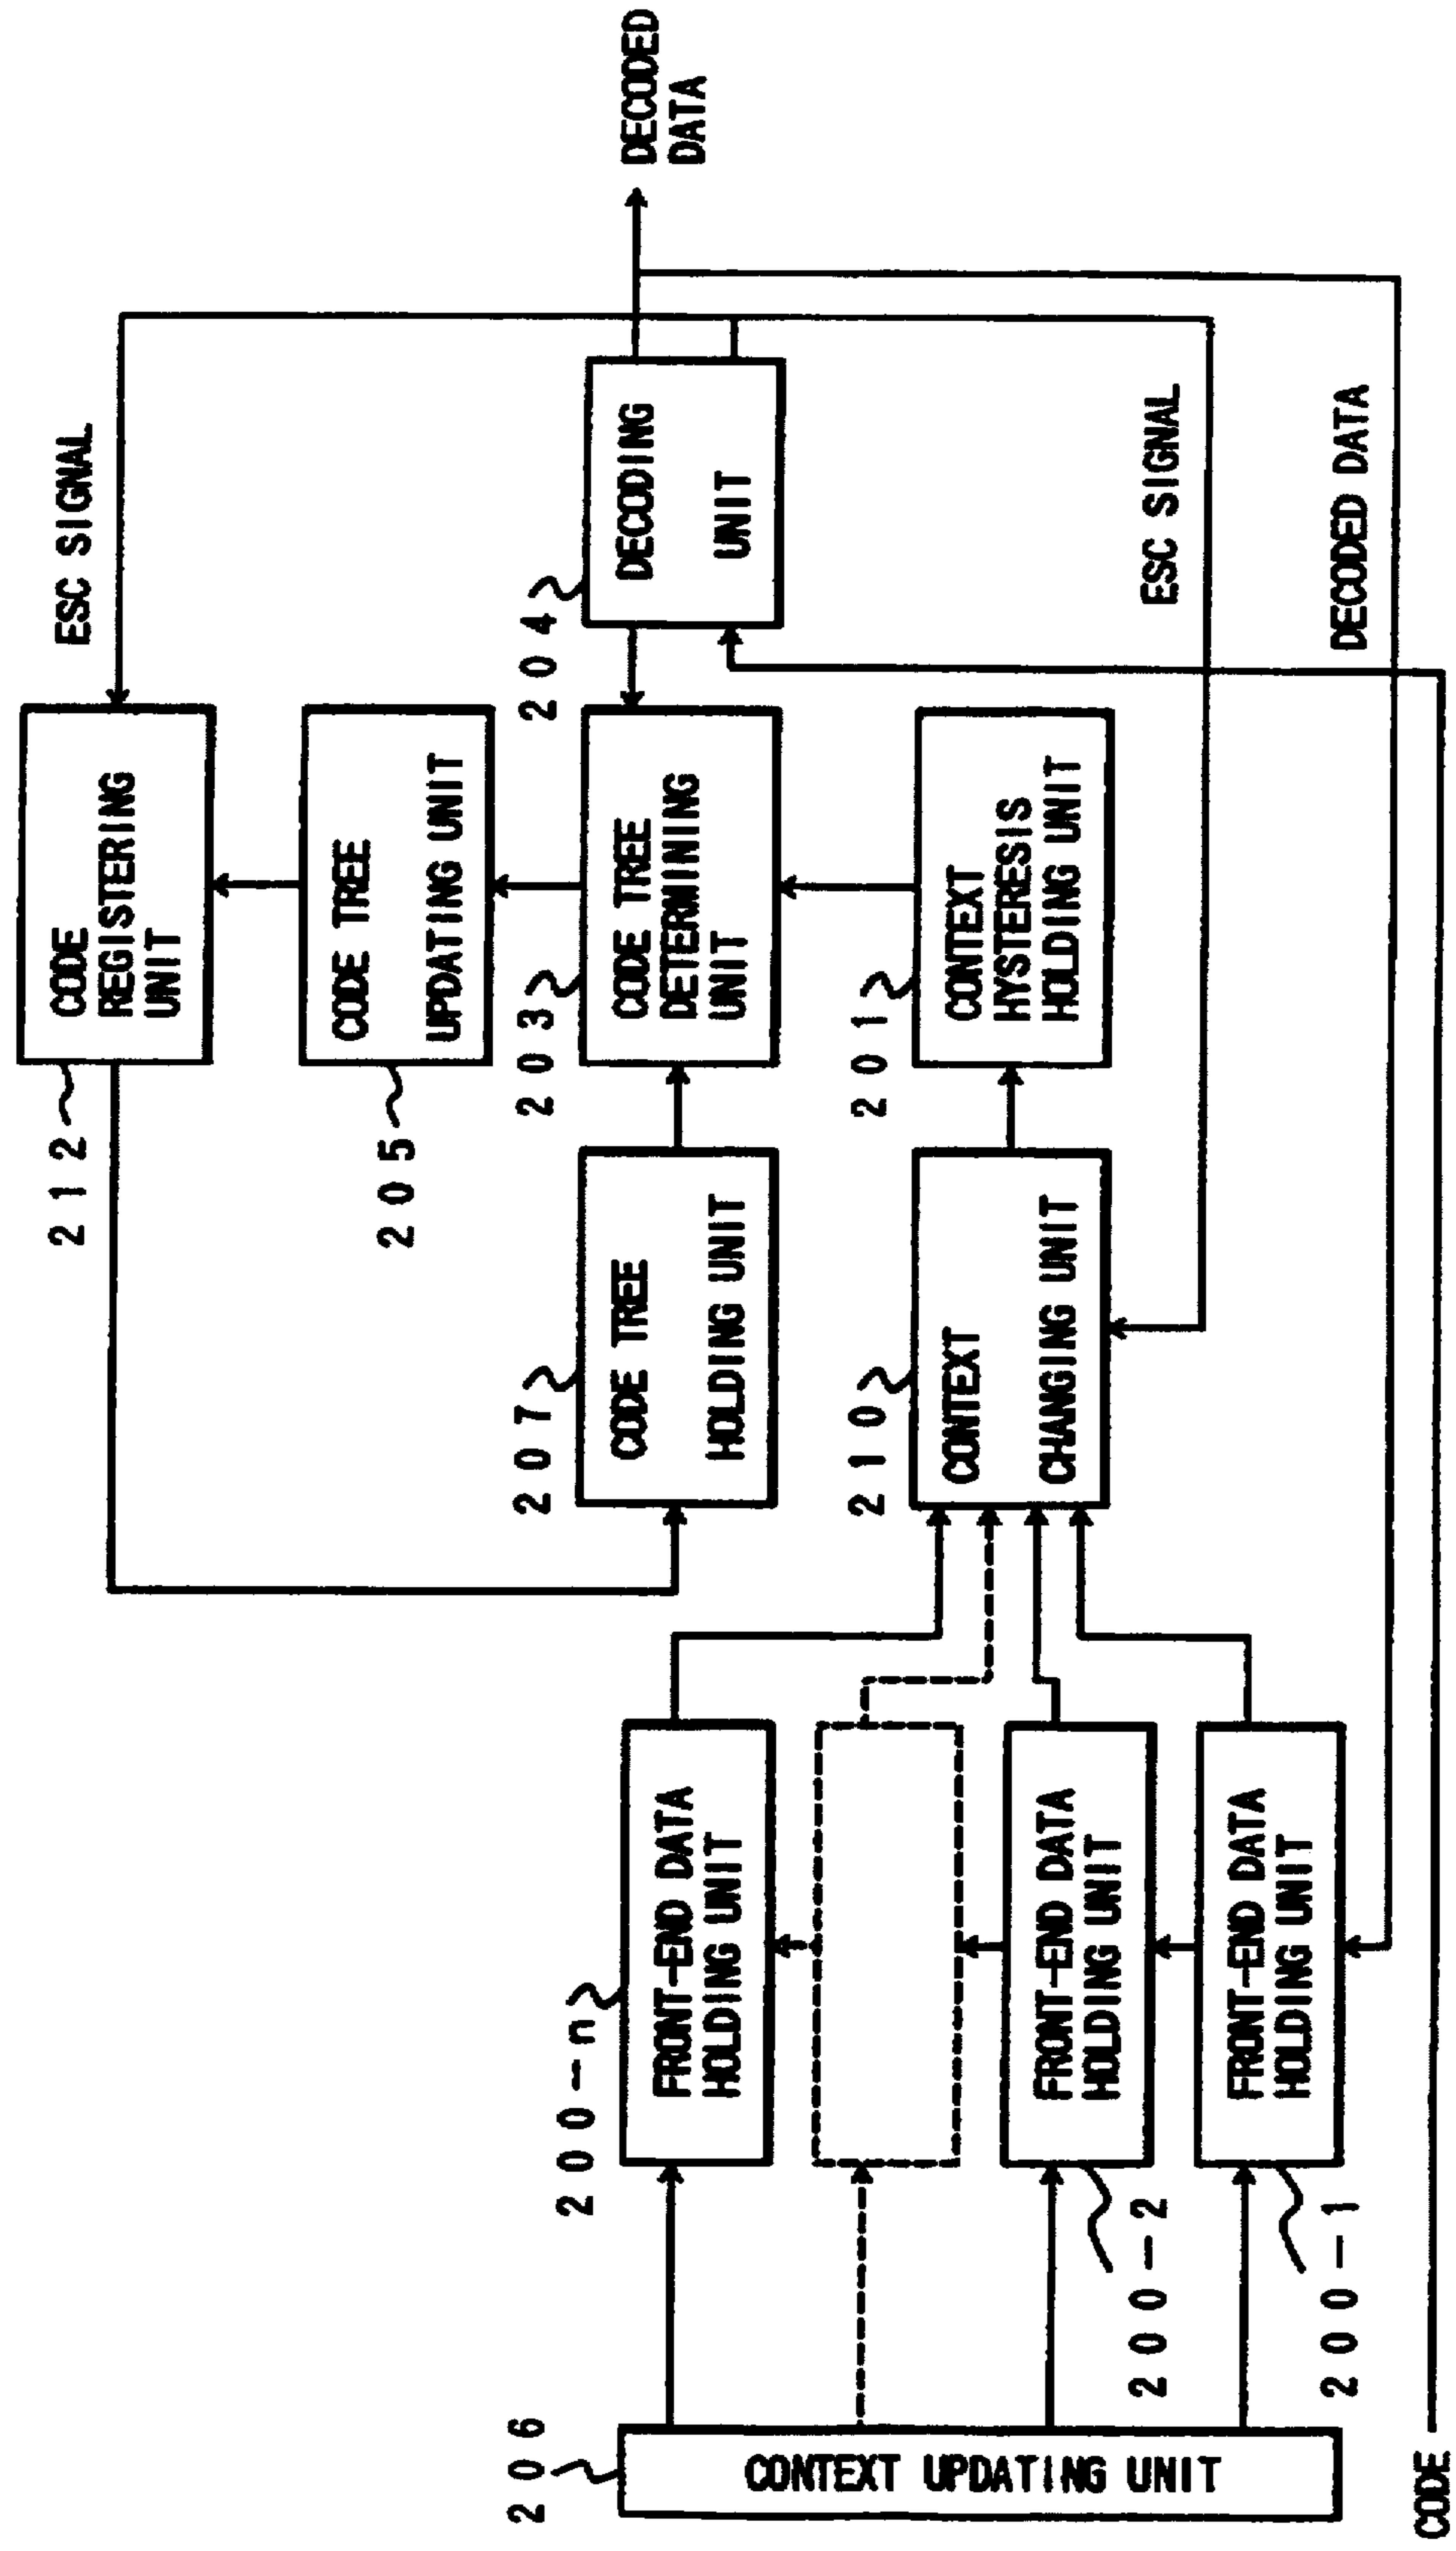 ESC SIGNAL
DECODED
DATA
212
CODE
REGISTERING
UNIT
205
CODE TREE
UPDATING UNIT
207
CODE TREE
HOLDING UNIT
203
CODE TREE
DETERMINING
UNIT
204
DECODING
UNIT
210
CONTEXT
CHANGING UNIT
201
CONTEXT
HYSTERESIS
HOLDING UNIT
ESC SIGNAL
DECODED DATA
206
CONTEXT UPDATING UNIT
200-n
FRONT-END DATA
HOLDING UNIT
200-2
FRONT-END DATA
HOLDING UNIT
200-1
FRONT-END DATA
HOLDING UNIT
CODE